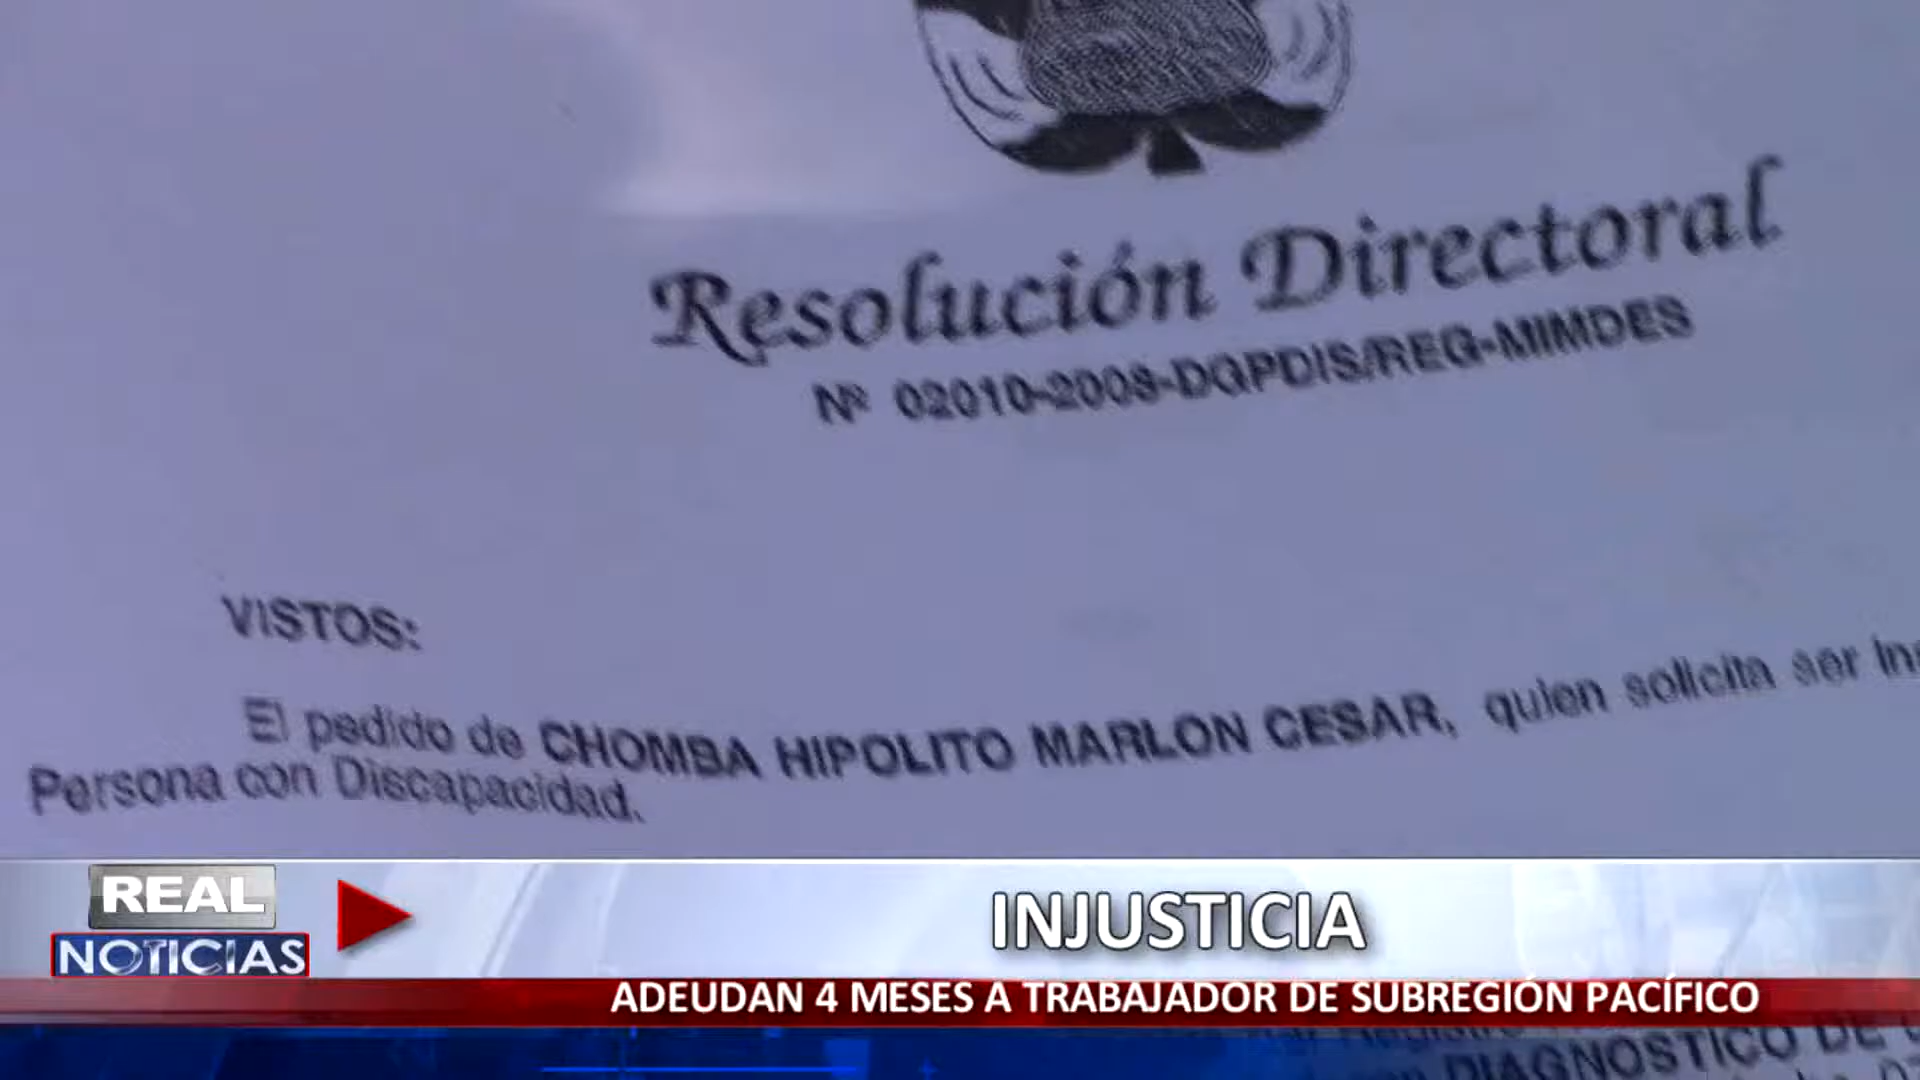 Resolución Directoral
Nº 02010-2008-DGPDIS/REG-MIMDES
VISTOS:
El pedido de CHOMBA HIPOLITO MARLON CESAR, quien solicita ser
Persona con Discapacidad.
REAL
NOTICIAS
INJUSTICIA
ADEUDAN 4 MESES A TRABAJADOR DE SUBREGIÓN PACÍFICO
DIAGNOSTICO DE